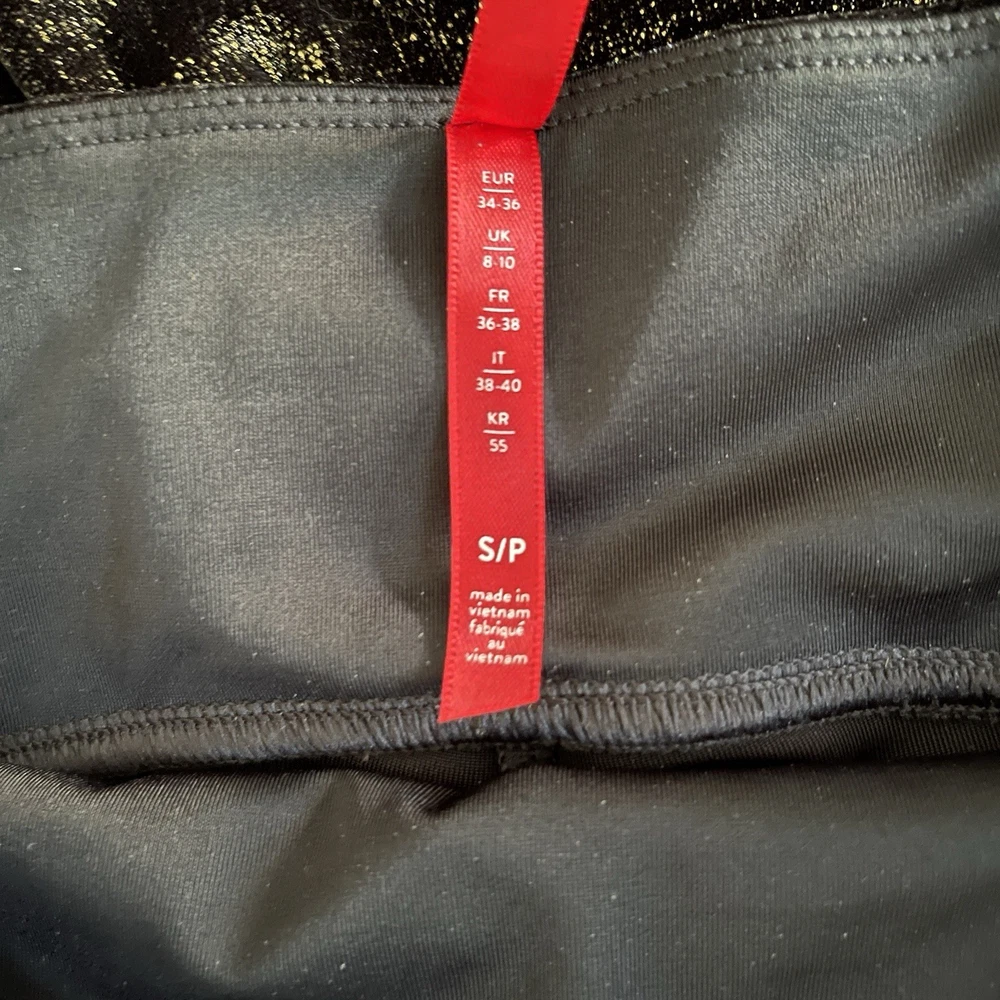 EUR
34-36
UK
8-10
FR
36-38
IT
38-40
KR
55
S/P
made in
vietnam
fabriqué
au
vietnam